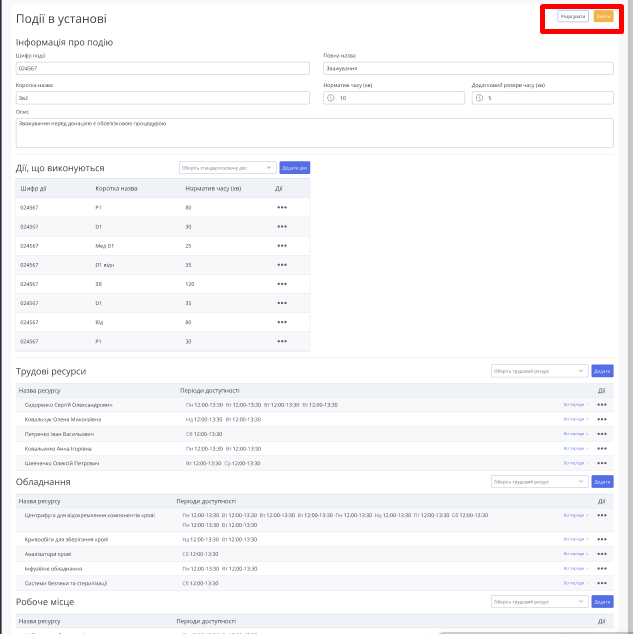 Події в установі
Редагувати
Вийти
Інформація про подію
Шифр події
Повна назва
024567
Зважування
Коротка назва
Норматив часу (хв)
Додатковий резерв часу (хв)
Зв2
10
5
Опис
Зважування перед донацією є обов'язковою процедурою
Дії, що виконуються
Оберіть стандартизовану дію
Додати дію
Шифр дії Коротка назва Норматив часу (хв) Дії
024567 Р1 80
024567 D1 30
024567 Мед D1 25
024567 D1 відн 35
024567 ЗВ 120
024567 D1 35
024567 Від 80
024567 Р1 30
Трудові ресурси
Оберіть трудовий ресурс
Додати
Назва ресурсу Періоди доступності Дії
Сидоренко Сергій Олександрович Пн 12:00-13:30 Вт 12:00-13:30 Вт 12:00-13:30 Вт 12:00-13:30 Всі періоди
Ковальчук Олена Миколаївна Нд 12:00-13:30 Вт 12:00-13:30 Всі періоди
Петренко Іван Васильович Сб 12:00-13:30 Всі періоди
Коваленко Анна Ігорівна Пн 12:00-13:30 Вт 12:00-13:30 Всі періоди
Шевченко Олексій Петрович Вт 12:00-13:30 Ср 12:00-13:30 Всі періоди
Обладнання
Оберіть трудовий ресурс
Додати
Назва ресурсу Періоди доступності Дії
Центрифуга для відокремлення компонентів крові Пн 12:00-13:30 Вт 12:00-13:30 Вт 12:00-13:30 Вт 12:00-13:30 Пн 12:00-13:30 Нд 12:00-13:30 Пт 12:00-13:30 Сб 12:00-13:30 Всі періоди
Пн 12:00-13:30 Вт 12:00-13:30
Кривообіги для зберігання крові Нд 12:00-13:30 Вт 12:00-13:30 Всі періоди
Аналізатори крові Сб 12:00-13:30 Всі періоди
Інфузійне обладнання Пн 12:00-13:30 Вт 12:00-13:30 Всі періоди
Системи безпеки та стерилізації Сб 12:00-13:30 Всі періоди
Робоче місце
Оберіть трудовий ресурс
Додати
Назва ресурсу Періоди доступності Дії